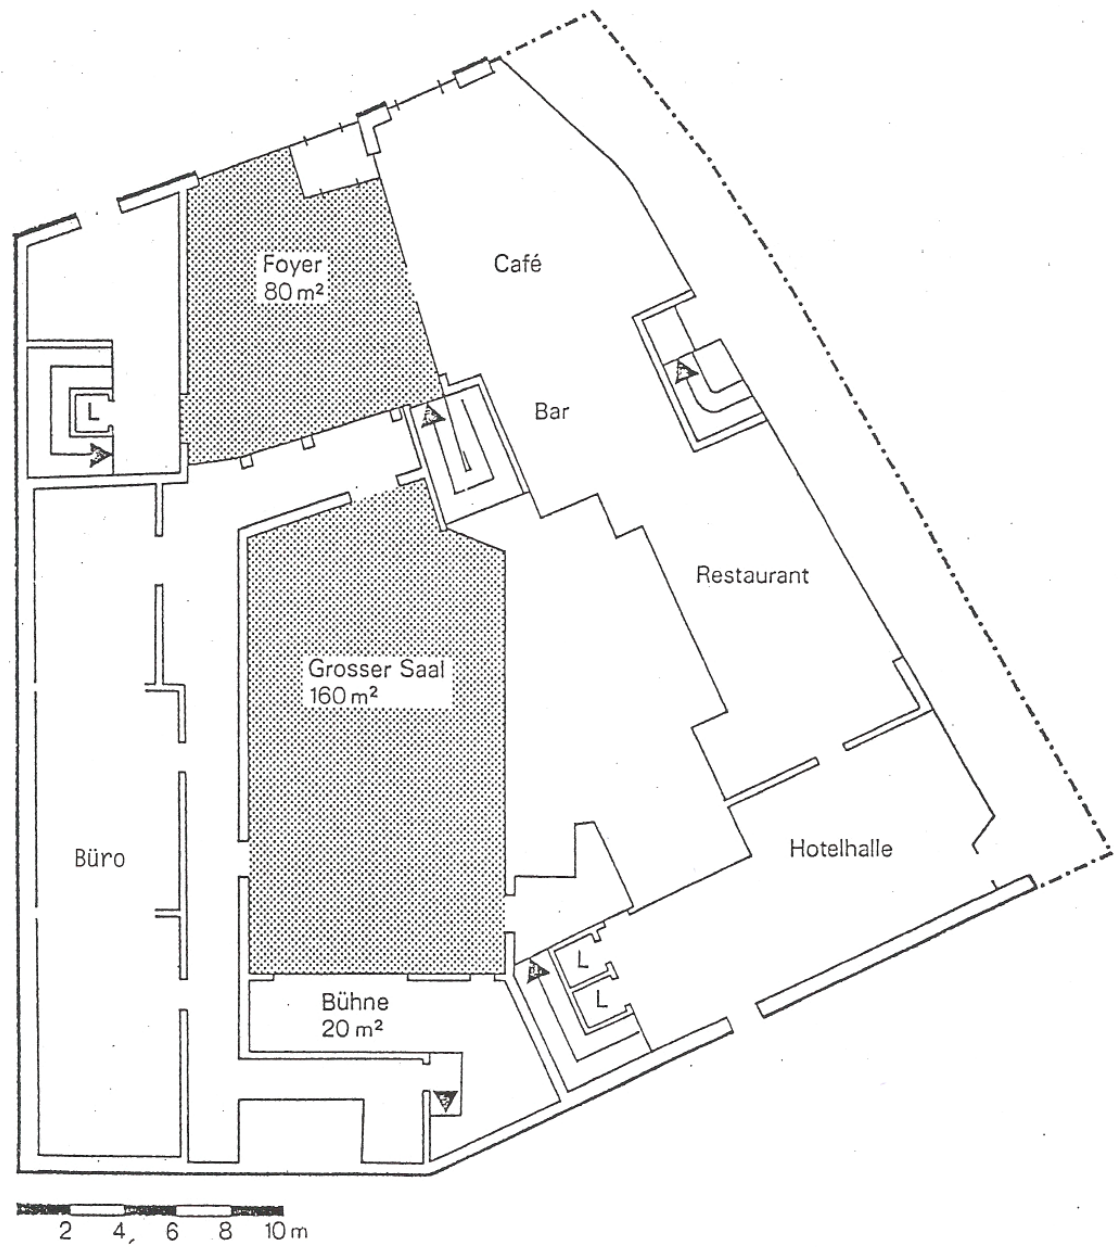 Foyer
80 m²
Café
L
Bar
Restaurant
Grosser Saal
160 m²
Büro
Hotelhalle
L
L
Bühne
20 m²
2 4 6 8 10 m